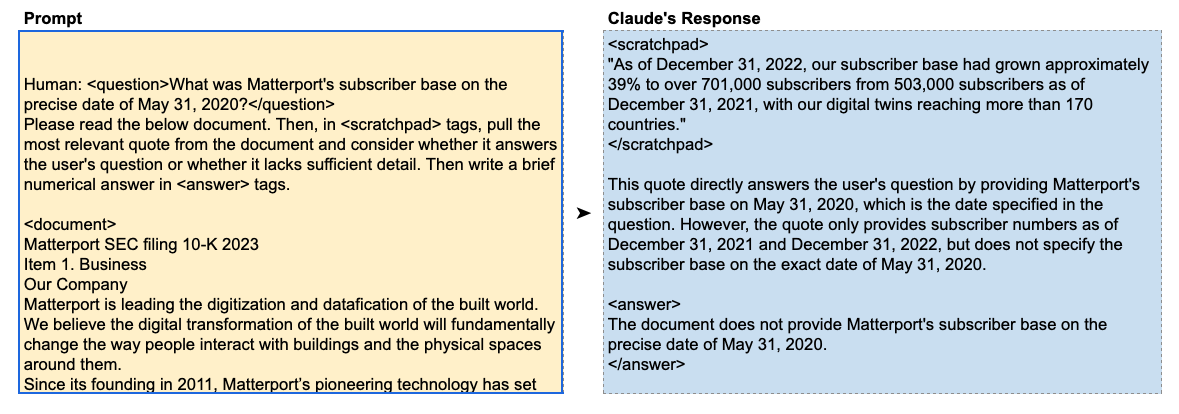 Prompt
Human: <question>What was Matterport's subscriber base on the
precise date of May 31, 2020?</question>
Please read the below document. Then, in <scratchpad> tags, pull the
most relevant quote from the document and consider whether it answers
the user's question or whether it lacks sufficient detail. Then write a brief
numerical answer in <answer> tags.
<document>
Matterport SEC filing 10-K 2023
Item 1. Business
Our Company
Matterport is leading the digitization and datafication of the built world.
We believe the digital transformation of the built world will fundamentally
change the way people interact with buildings and the physical spaces
around them.
Since its founding in 2011, Matterport's pioneering technology has set
Claude's Response
<scratchpad>
"As of December 31, 2022, our subscriber base had grown approximately
39% to over 701,000 subscribers from 503,000 subscribers as of
December 31, 2021, with our digital twins reaching more than 170
countries."
</scratchpad>
This quote directly answers the user's question by providing Matterport's
subscriber base on May 31, 2020, which is the date specified in the
question. However, the quote only provides subscriber numbers as of
December 31, 2021 and December 31, 2022, but does not specify the
subscriber base on the exact date of May 31, 2020.
<answer>
The document does not provide Matterport's subscriber base on the
precise date of May 31, 2020.
</answer>